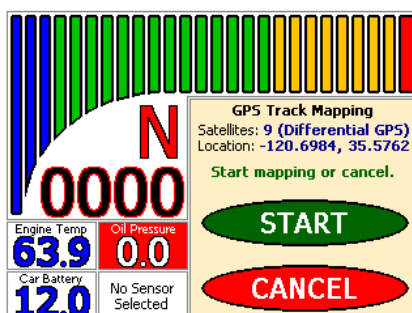 N
0000
GPS Track Mapping
Satellites: 9 (Differential GPS)
Location: -120.6984, 35.5762
Start mapping or cancel.
START
CANCEL
Engine Temp
63.9
Oil Pressure
0.0
Car Battery
12.0
No Sensor
Selected